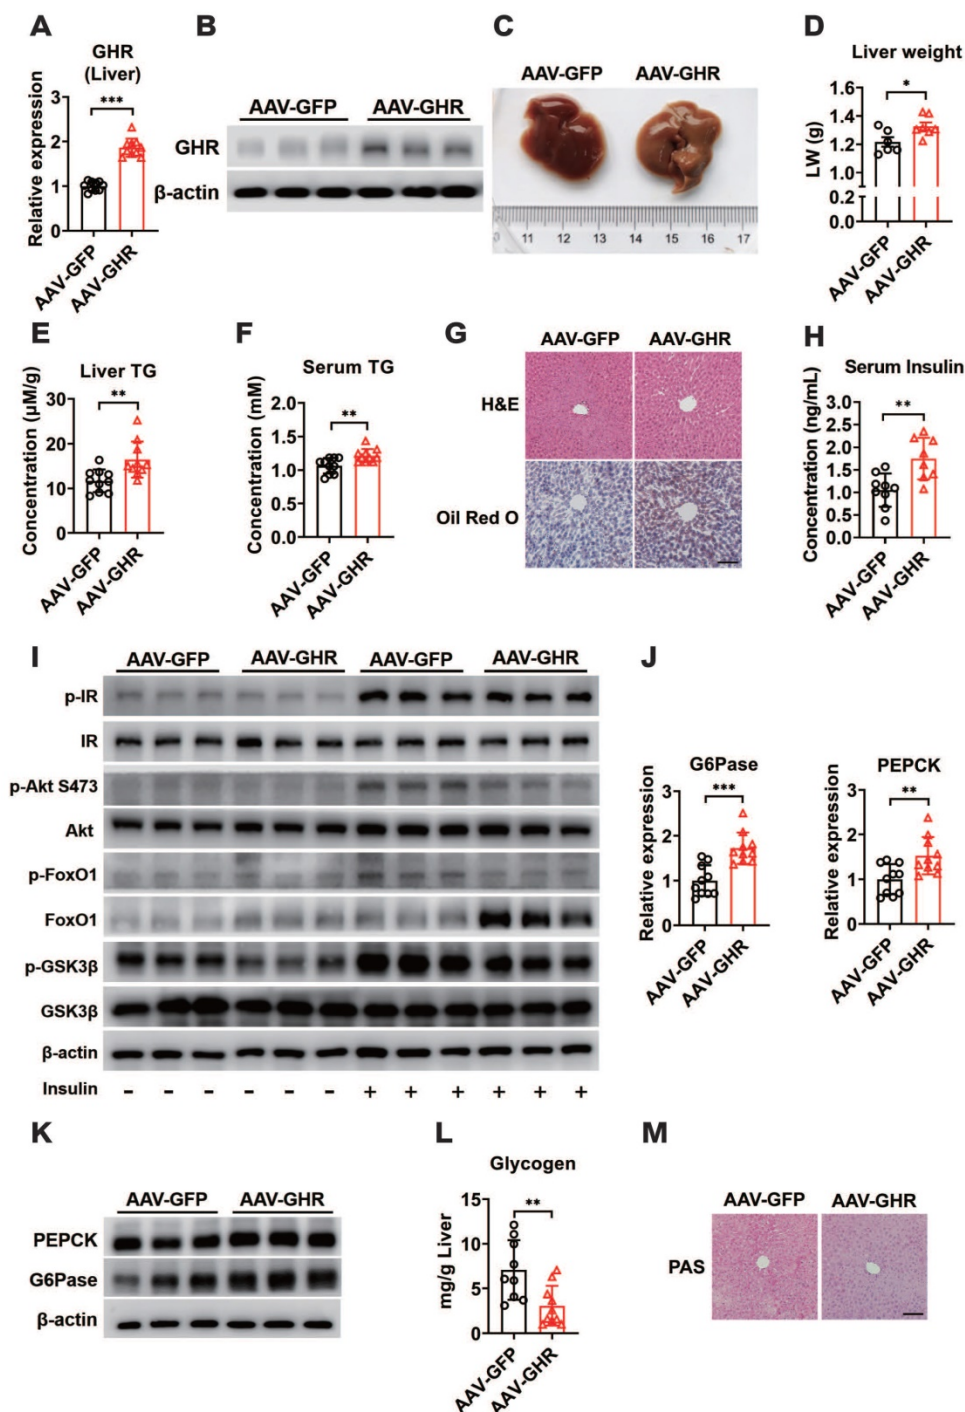 A
GHR
(Liver)
***
Relative expression
3
2
1
0
AAV-GFP
AAV-GHR
B
AAV-GFP AAV-GHR
GHR
β-actin
C
AAV-GFP AAV-GHR
11 12 13 14 15 16 17
D
Liver weight
*
LW (g)
1.6
1.4
1.2
0.2
0.0
AAV-GFP
AAV-GHR
E
Liver TG
**
Concentration (μM/g)
30
20
10
0
AAV-GFP
AAV-GHR
F
Serum TG
**
Concentration (mM)
2.0
1.5
1.0
0.5
0.0
AAV-GFP
AAV-GHR
G
AAV-GFP AAV-GHR
H&E
Oil Red O
H
Serum Insulin
**
Concentration (ng/mL)
3.0
2.5
2.0
1.5
1.0
0.5
0.0
AAV-GFP
AAV-GHR
I
AAV-GFP AAV-GHR AAV-GFP AAV-GHR
p-IR
IR
p-Akt S473
Akt
p-FoxO1
FoxO1
p-GSK3β
GSK3β
β-actin
Insulin - - - - - - + + + + + +
J
G6Pase
***
Relative expression
3
2
1
0
AAV-GFP
AAV-GHR
PEPCK
**
Relative expression
3
2
1
0
AAV-GFP
AAV-GHR
K
AAV-GFP AAV-GHR
PEPCK
G6Pase
β-actin
L
Glycogen
**
mg/g Liver
15
10
5
0
AAV-GFP
AAV-GHR
M
AAV-GFP AAV-GHR
PAS